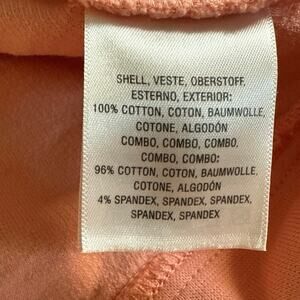 SHELL, VESTE, OBERSTOFF,
ESTERNO, EXTERIOR:
100% COTTON, COTON, BAUMWOLLE,
COTONE, ALGODÓN
COMBO, COMBO, COMBO,
COMBO, COMBO:
96% COTTON, COTON, BAUMWOLLE,
COTONE, ALGODÓN
4% SPANDEX, SPANDEX, SPANDEX,
SPANDEX, SPANDEX